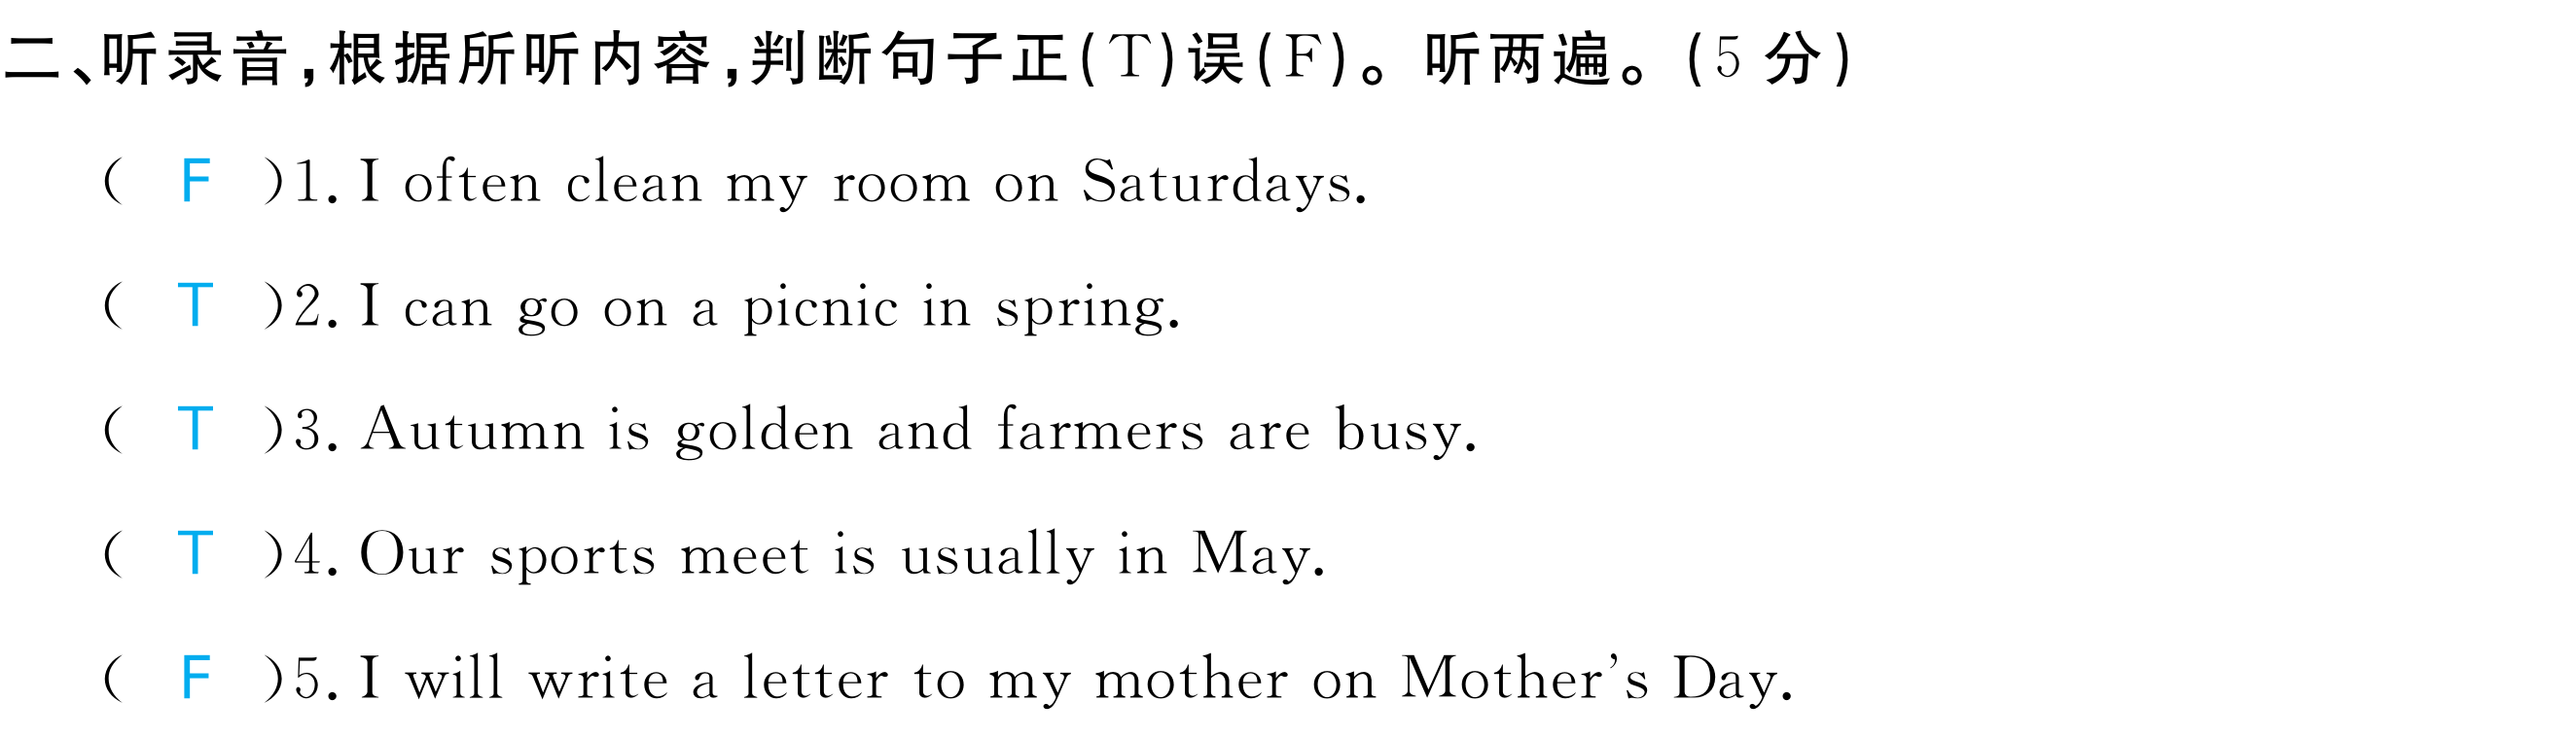 二、听录音,根据所听内容,判断句子正(T)误(F)。听两遍。(5 分)
( F )1. I often clean my room on Saturdays.
( T )2. I can go on a picnic in spring.
( T )3. Autumn is golden and farmers are busy.
( T )4. Our sports meet is usually in May.
( F )5. I will write a letter to my mother on Mother’s Day.